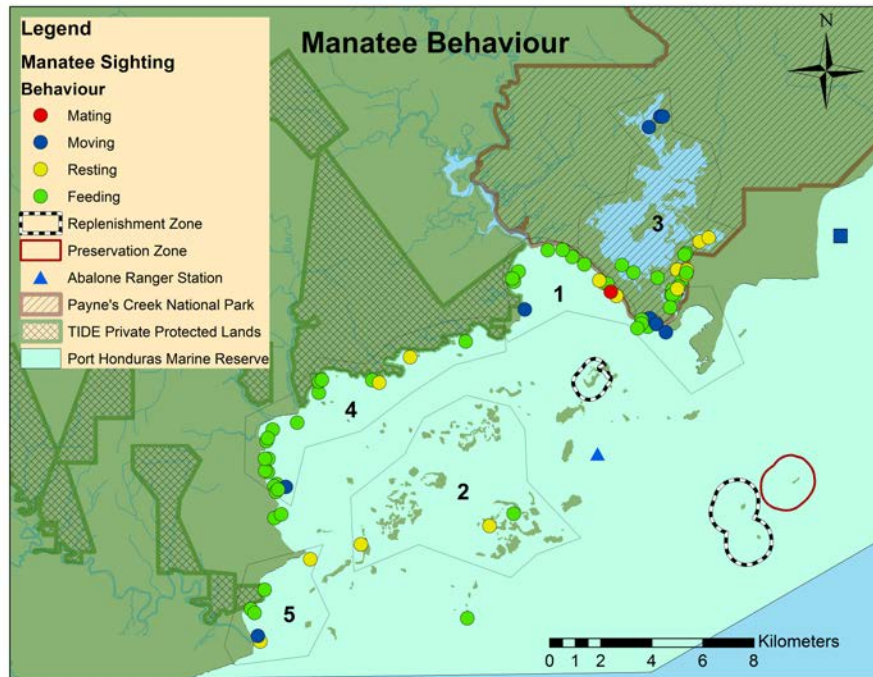 Manatee Behaviour
N
Legend
Manatee Sighting
Behaviour
Mating
Moving
Resting
Feeding
Replenishment Zone
Preservation Zone
Abalone Ranger Station
Payne's Creek National Park
TIDE Private Protected Lands
Port Honduras Marine Reserve
3
1
4
2
5
Kilometers
0 1 2 4 6 8